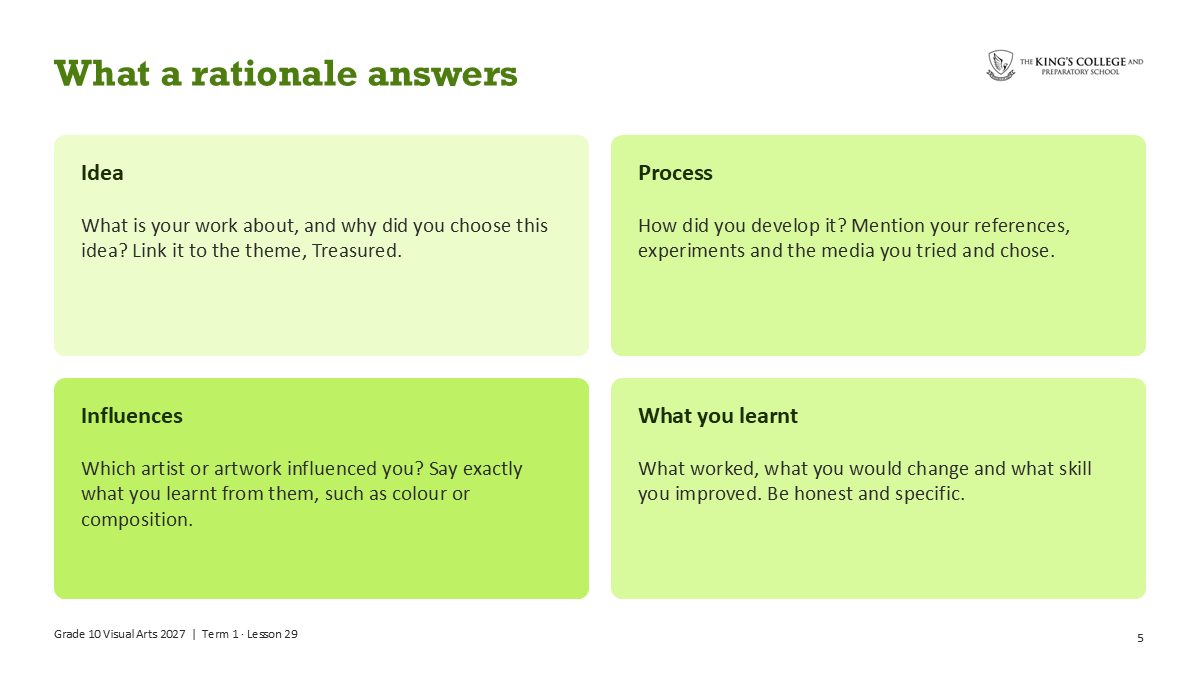 What a rationale answers
THE KING'S COLLEGE AND
PREPARATORY SCHOOL
Idea
What is your work about, and why did you choose this
idea? Link it to the theme, Treasured.
Process
How did you develop it? Mention your references,
experiments and the media you tried and chose.
Influences
Which artist or artwork influenced you? Say exactly
what you learnt from them, such as colour or
composition.
What you learnt
What worked, what you would change and what skill
you improved. Be honest and specific.
Grade 10 Visual Arts 2027 | Term 1 · Lesson 29
5